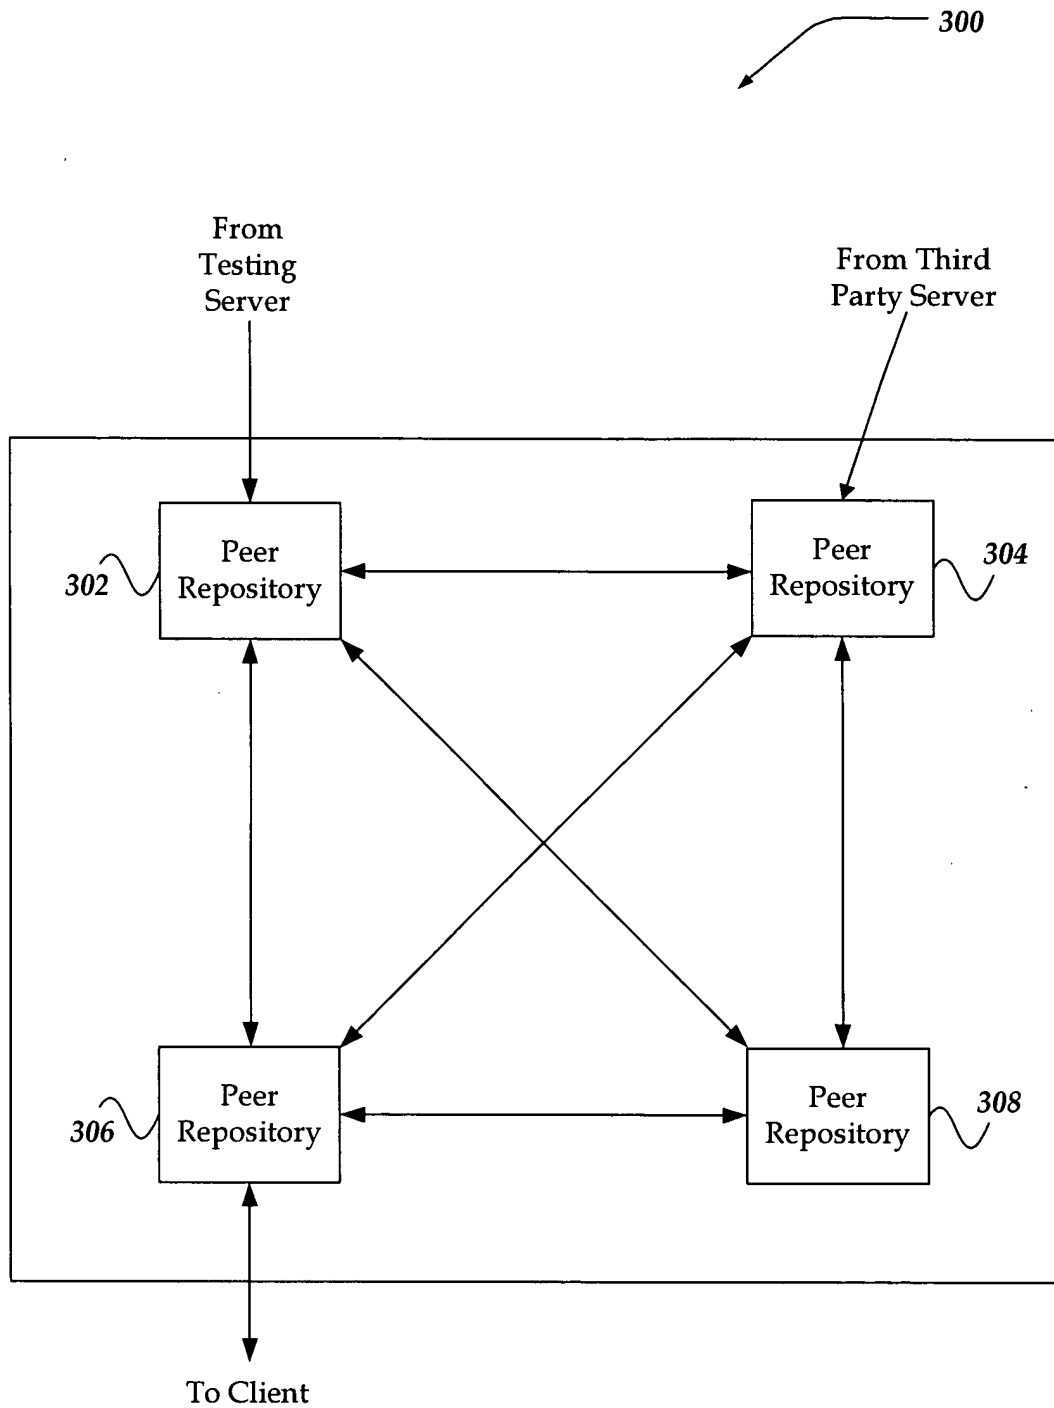 300
From
Testing
Server
From Third
Party Server
Peer
Repository
302
Peer
Repository
304
Peer
Repository
306
Peer
Repository
308
To Client